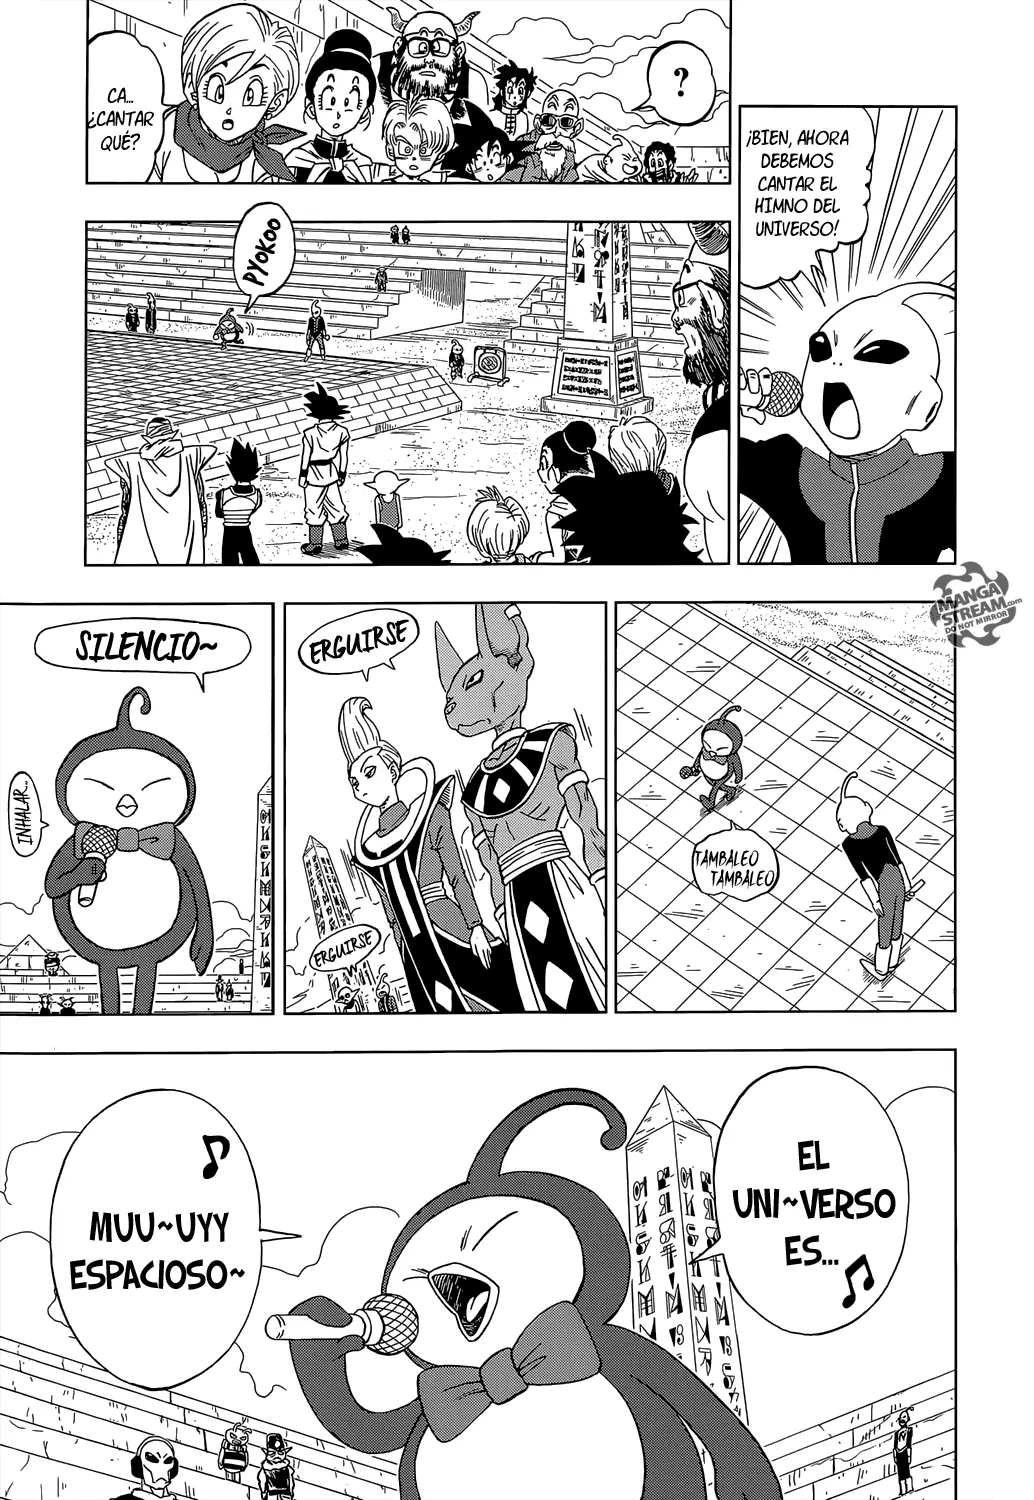 ¡BIEN, AHORA
DEBEMOS
CANTAR EL
HIMNO DEL
UNIVERSO!
?
CA...
¿CANTAR
QUÉ?
PYOKOO
MANGA
STREAM.com
DO NOT MIRROR
TAMBALEO
TAMBALEO
ERGUIRSE
ERGUIRSE
SILENCIO~
INHALAR...
EL
UNI~VERSO
ES...
MUU~UYY
ESPACIOSO~